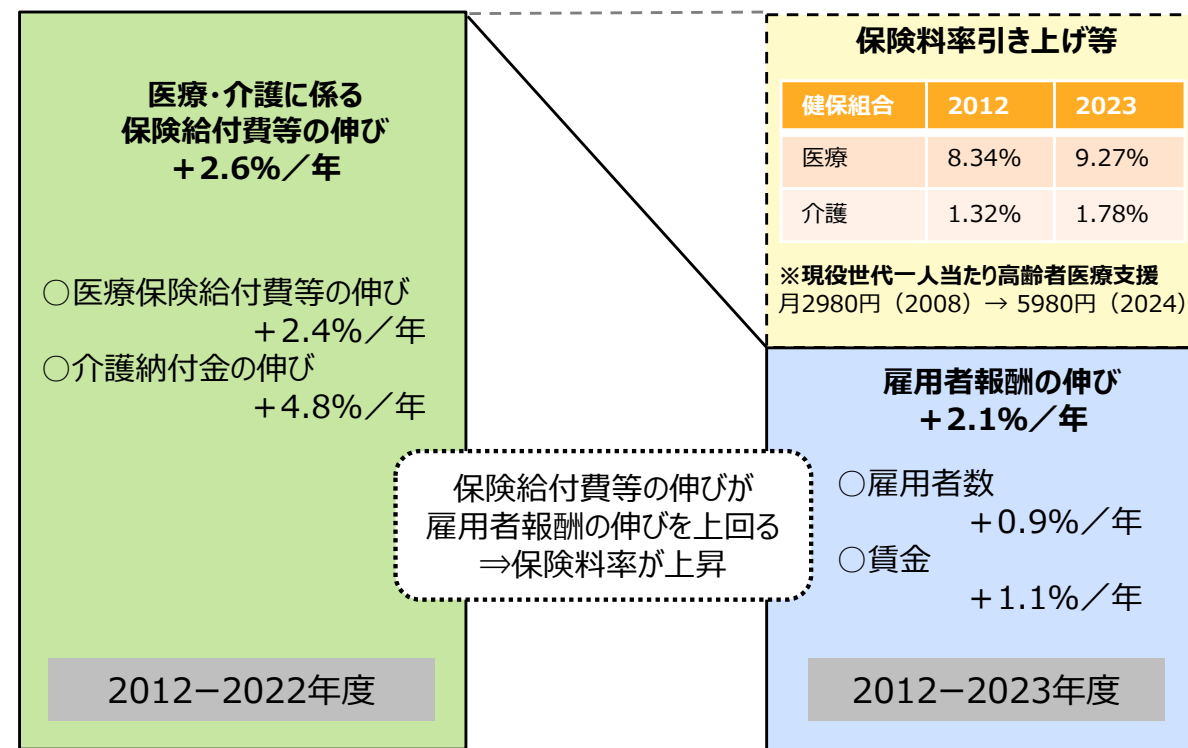 医療・介護に係る
保険給付費等の伸び
+2.6%／年
○医療保険給付費等の伸び
+2.4%／年
○介護納付金の伸び
+4.8%／年
2012−2022年度
保険給付費等の伸びが
雇用者報酬の伸びを上回る
⇒保険料率が上昇
保険料率引き上げ等
健保組合 2012 2023
医療 8.34% 9.27%
介護 1.32% 1.78%
※現役世代一人当たり高齢者医療支援
月2980円（2008）→ 5980円（2024）
雇用者報酬の伸び
+2.1%／年
○雇用者数
+0.9%／年
○賃金
+1.1%／年
2012−2023年度